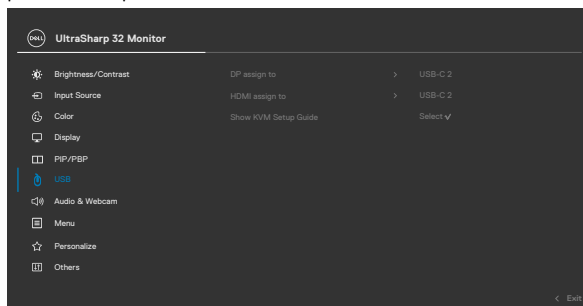 DELL UltraSharp 32 Monitor
Brightness/Contrast DP assign to > USB-C 2
Input Source HDMI assign to > USB-C 2
Color Show KVM Setup Guide Select ✓
Display
PIP/PBP
USB
Audio & Webcam
Menu
Personalize
Others
< Exit